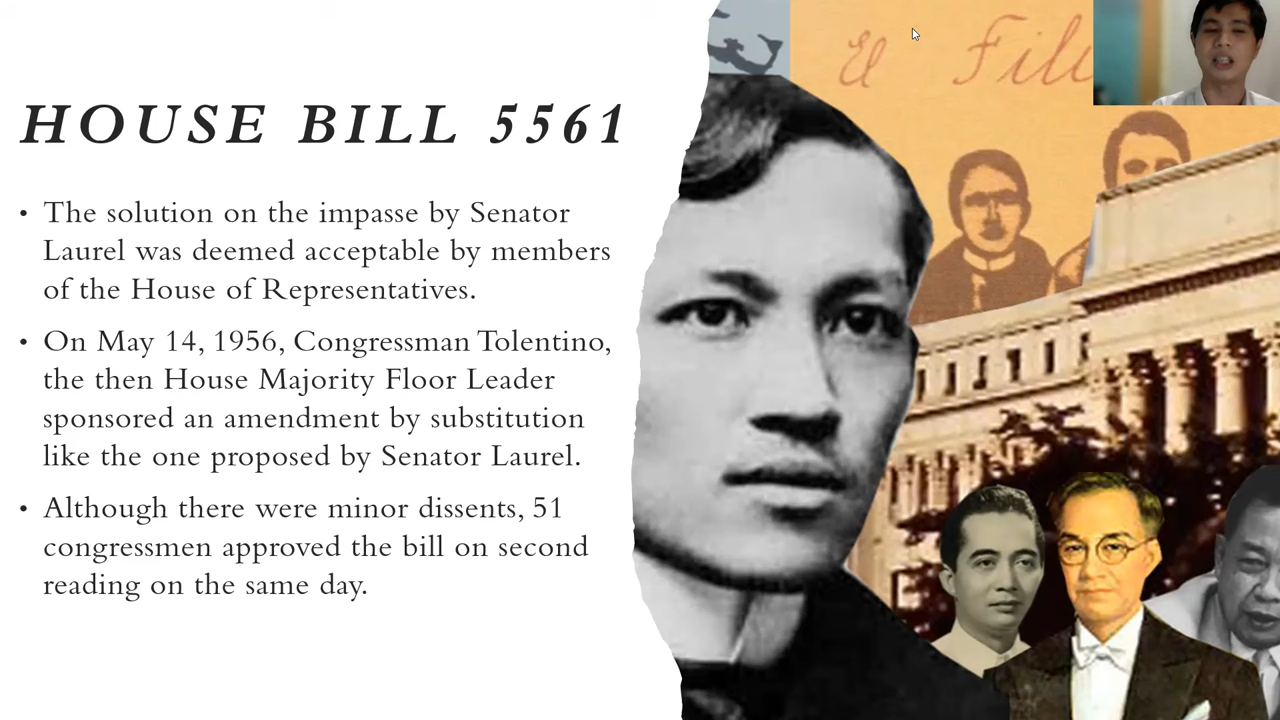 HOUSE BILL 5561
• The solution on the impasse by Senator
Laurel was deemed acceptable by members
of the House of Representatives.
• On May 14, 1956, Congressman Tolentino,
the then House Majority Floor Leader
sponsored an amendment by substitution
like the one proposed by Senator Laurel.
• Although there were minor dissents, 51
congressmen approved the bill on second
reading on the same day.
El Fili